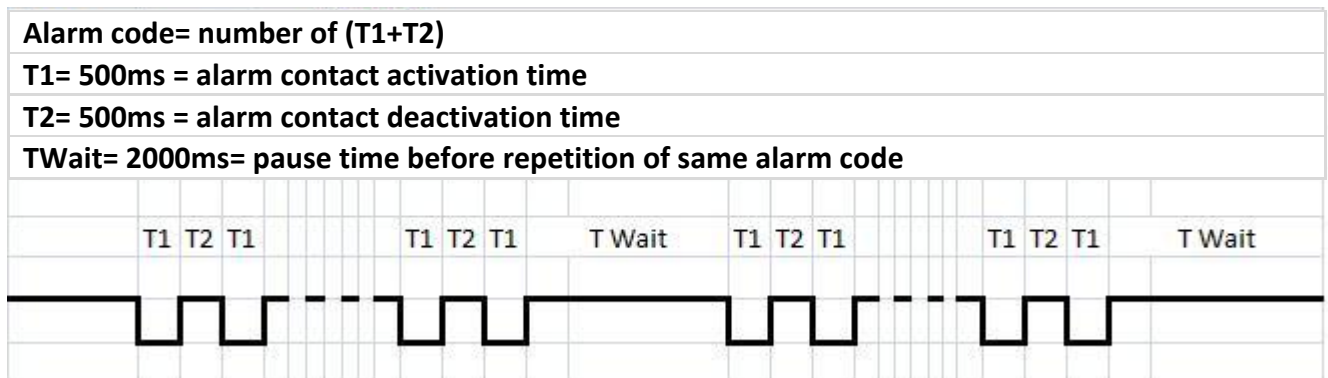 Alarm code= number of (T1+T2)
T1= 500ms = alarm contact activation time
T2= 500ms = alarm contact deactivation time
TWait= 2000ms= pause time before repetition of same alarm code
T1 T2 T1 T1 T2 T1 T Wait T1 T2 T1 T1 T2 T1 T Wait